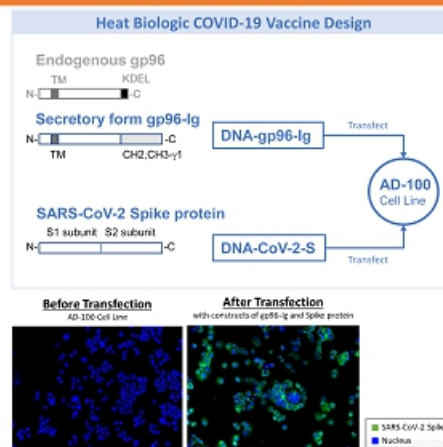 Heat Biologic COVID-19 Vaccine Design
Endogenous gp96
TM KDEL
N- -C
Secretory form gp96-Ig
N- -C
TM CH2,CH3-γ1
DNA-gp96-Ig
Transfect
AD-100
Cell Line
SARS-CoV-2 Spike protein
S1 subunit S2 subunit
N- -C
DNA-CoV-2-S
Transfect
Before Transfection
AD-100 Cell Line
After Transfection
with constructs of gp96-Ig and Spike protein
SARS-CoV-2 Spik
Nucleus